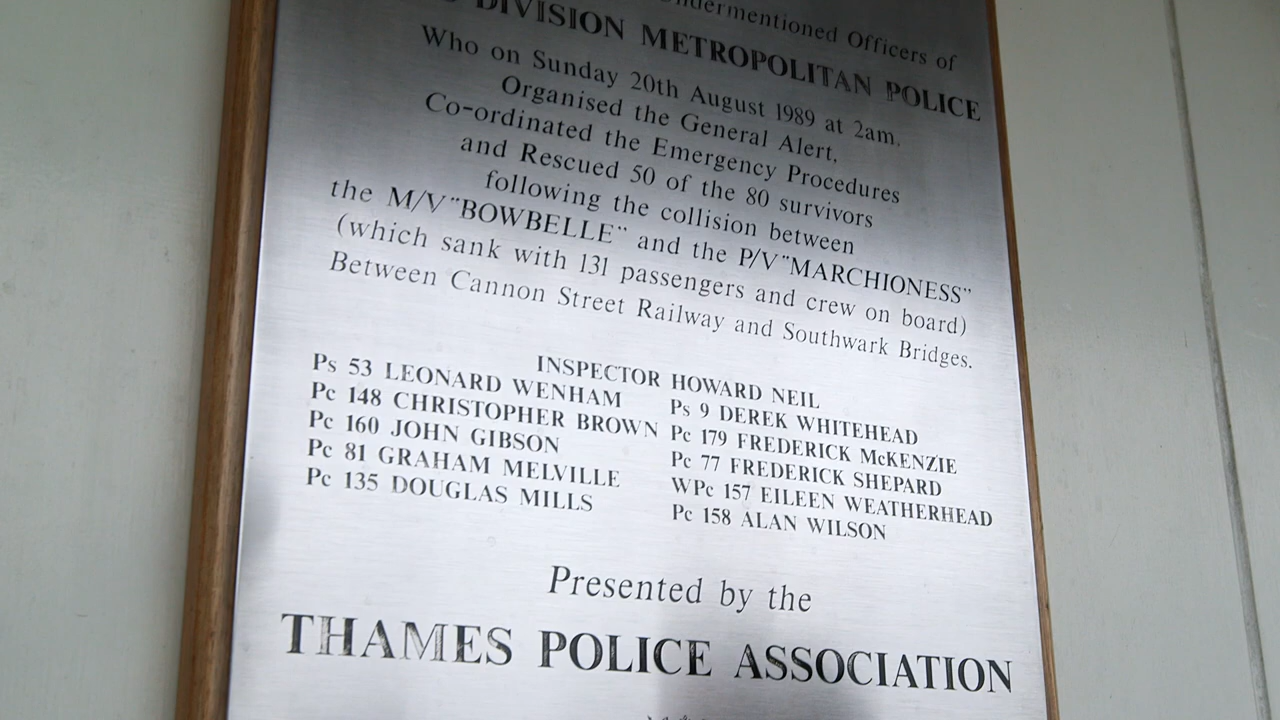 Undermentioned Officers of
DIVISION METROPOLITAN POLICE
Who on Sunday 20th August 1989 at 2am,
Organised the General Alert,
Co-ordinated the Emergency Procedures
and Rescued 50 of the 80 survivors
following the collision between
the M/V "BOWBELLE" and the P/V "MARCHIONESS"
(which sank with 131 passengers and crew on board)
Between Cannon Street Railway and Southwark Bridges.
INSPECTOR HOWARD NEIL
Ps 53 LEONARD WENHAM
Pc 148 CHRISTOPHER BROWN
Pc 160 JOHN GIBSON
Pc 81 GRAHAM MELVILLE
Pc 135 DOUGLAS MILLS
Ps 9 DEREK WHITEHEAD
Pc 179 FREDERICK McKENZIE
Pc 77 FREDERICK SHEPARD
WPc 157 EILEEN WEATHERHEAD
Pc 158 ALAN WILSON
Presented by the
THAMES POLICE ASSOCIATION